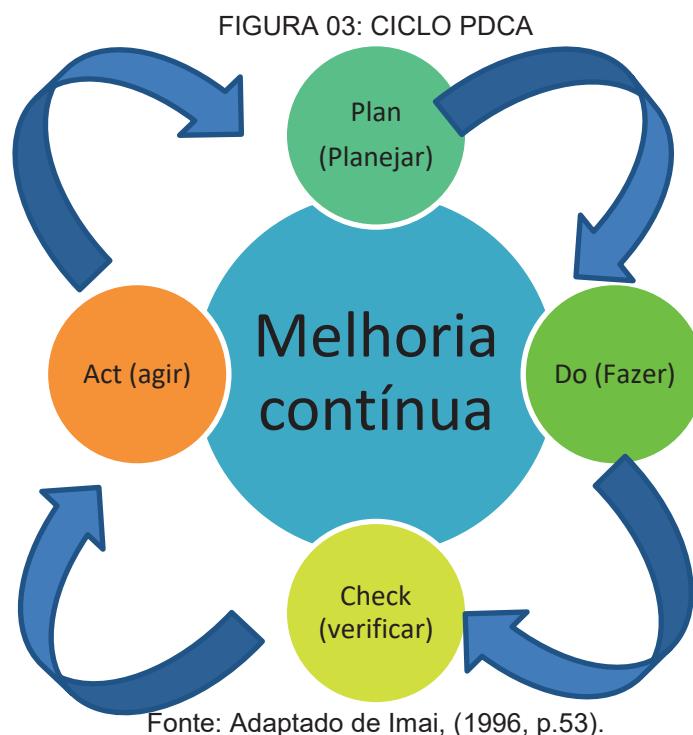 FIGURA 03: CICLO PDCA
Plan
(Planejar)
Melhoria
contínua
Act (agir)
Do (Fazer)
Check
(verificar)
Fonte: Adaptado de Imai, (1996, p.53).